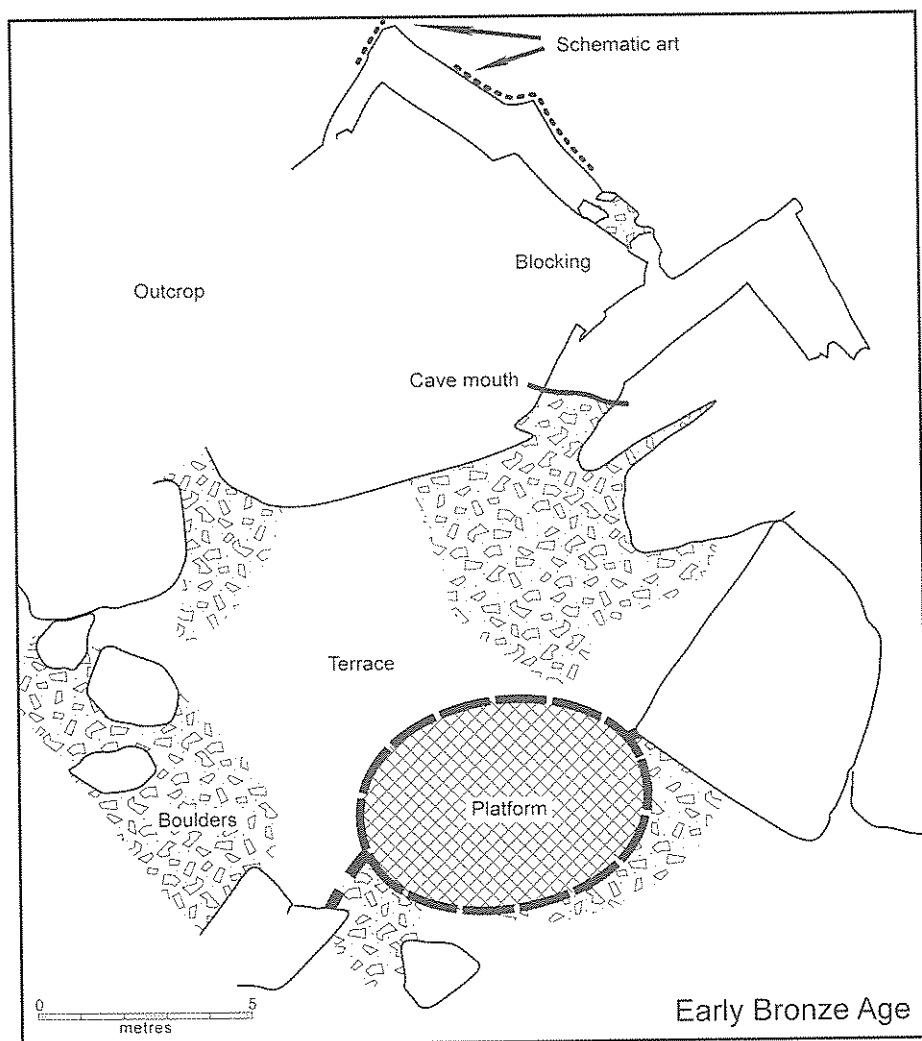 Schematic art
Blocking
Outcrop
Cave mouth
Terrace
Platform
Boulders
0 5
metres
Early Bronze Age